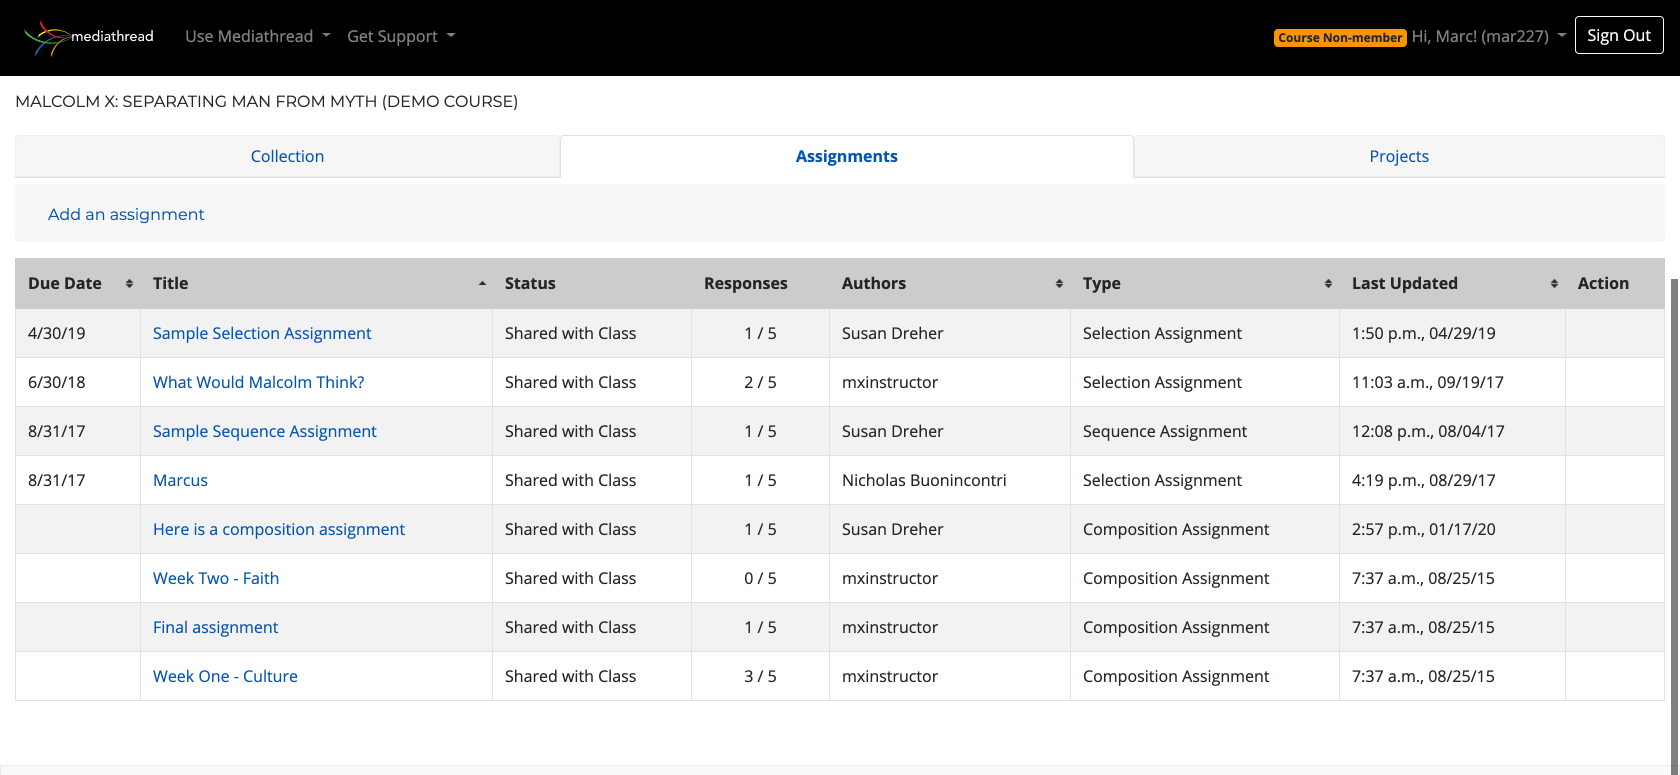 mediathread Use Mediathread Get Support Course Non-member Hi, Marc! (mar227) Sign Out
MALCOLM X: SEPARATING MAN FROM MYTH (DEMO COURSE)
Collection Assignments Projects
Add an assignment
Due Date Title Status Responses Authors Type Last Updated Action
4/30/19 Sample Selection Assignment Shared with Class 1 / 5 Susan Dreher Selection Assignment 1:50 p.m., 04/29/19
6/30/18 What Would Malcolm Think? Shared with Class 2 / 5 mxinstructor Selection Assignment 11:03 a.m., 09/19/17
8/31/17 Sample Sequence Assignment Shared with Class 1 / 5 Susan Dreher Sequence Assignment 12:08 p.m., 08/04/17
8/31/17 Marcus Shared with Class 1 / 5 Nicholas Buonincontri Selection Assignment 4:19 p.m., 08/29/17
Here is a composition assignment Shared with Class 1 / 5 Susan Dreher Composition Assignment 2:57 p.m., 01/17/20
Week Two - Faith Shared with Class 0 / 5 mxinstructor Composition Assignment 7:37 a.m., 08/25/15
Final assignment Shared with Class 1 / 5 mxinstructor Composition Assignment 7:37 a.m., 08/25/15
Week One - Culture Shared with Class 3 / 5 mxinstructor Composition Assignment 7:37 a.m., 08/25/15